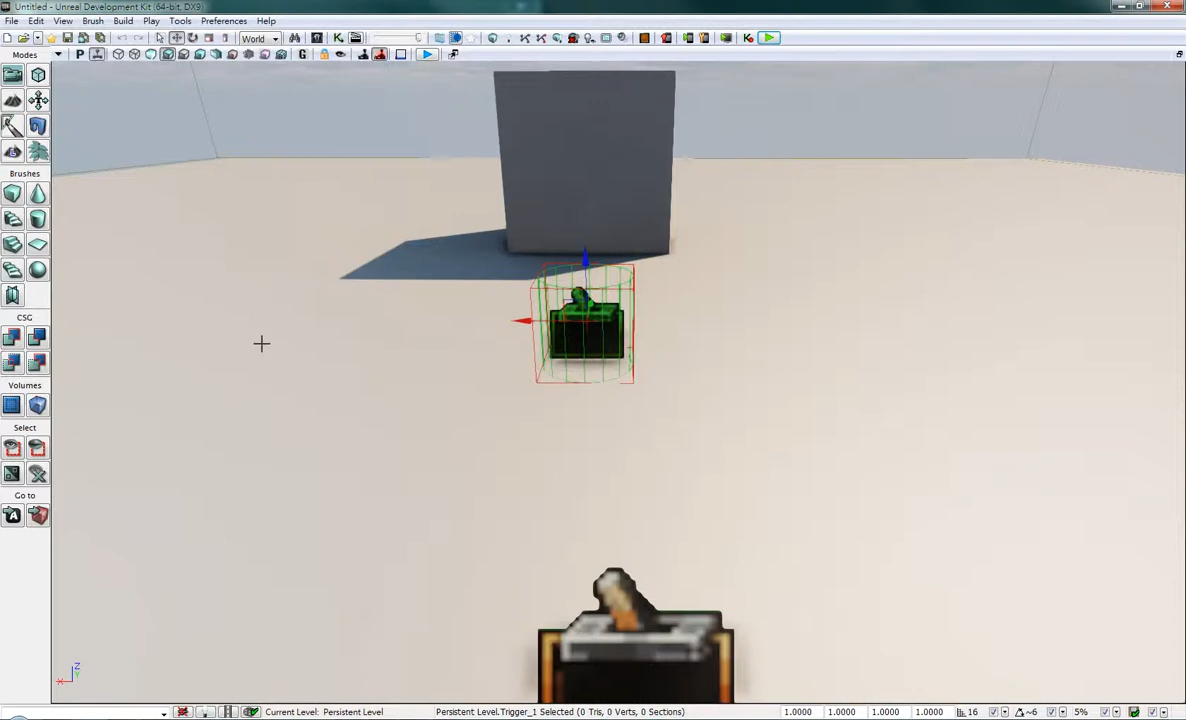 Untitled - Unreal Development Kit (64-bit, DX9)
File Edit View Brush Build Play Tools Preferences Help
World
P
G
Modes
Brushes
CSG
Volumes
Select
Go to
Z
Y
X
Current Level: Persistent Level
Persistent Level.Trigger_1 Selected (0 Tris, 0 Verts, 0 Sections)
1.0000 1.0000 1.0000 1.0000 16 ~6 5%